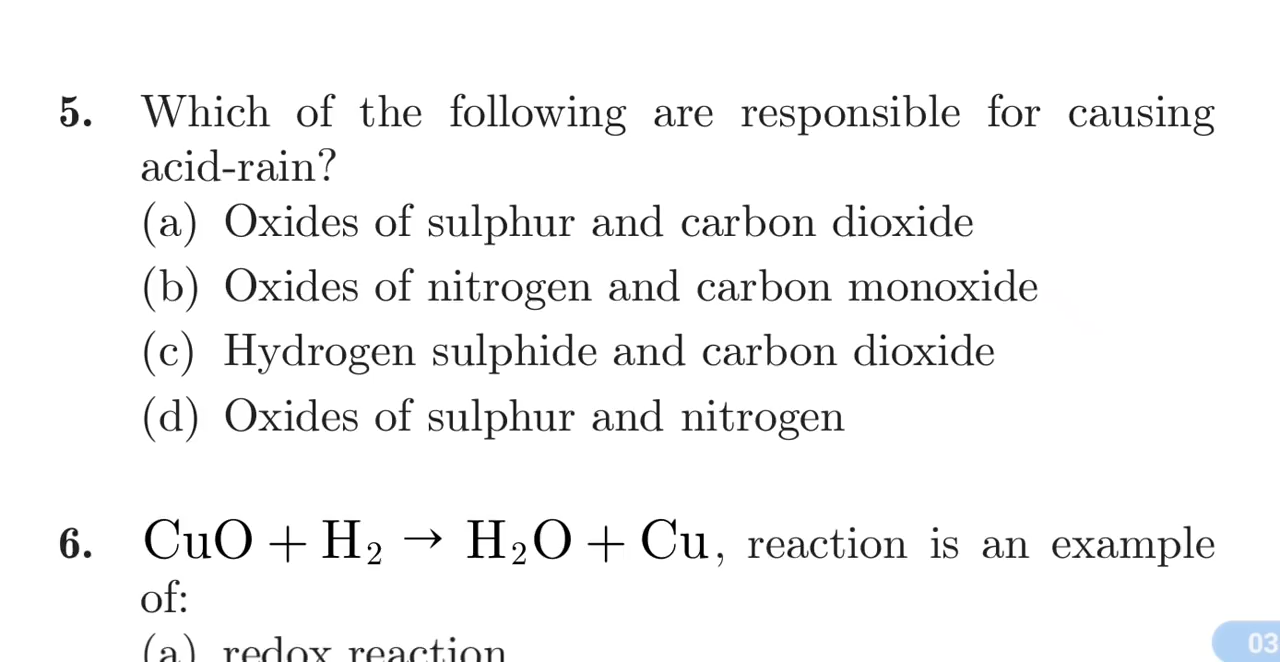 5. Which of the following are responsible for causing
acid-rain?
(a) Oxides of sulphur and carbon dioxide
(b) Oxides of nitrogen and carbon monoxide
(c) Hydrogen sulphide and carbon dioxide
(d) Oxides of sulphur and nitrogen
6. CuO + H₂ → H₂O + Cu, reaction is an example
of:
(a) redox reaction
03